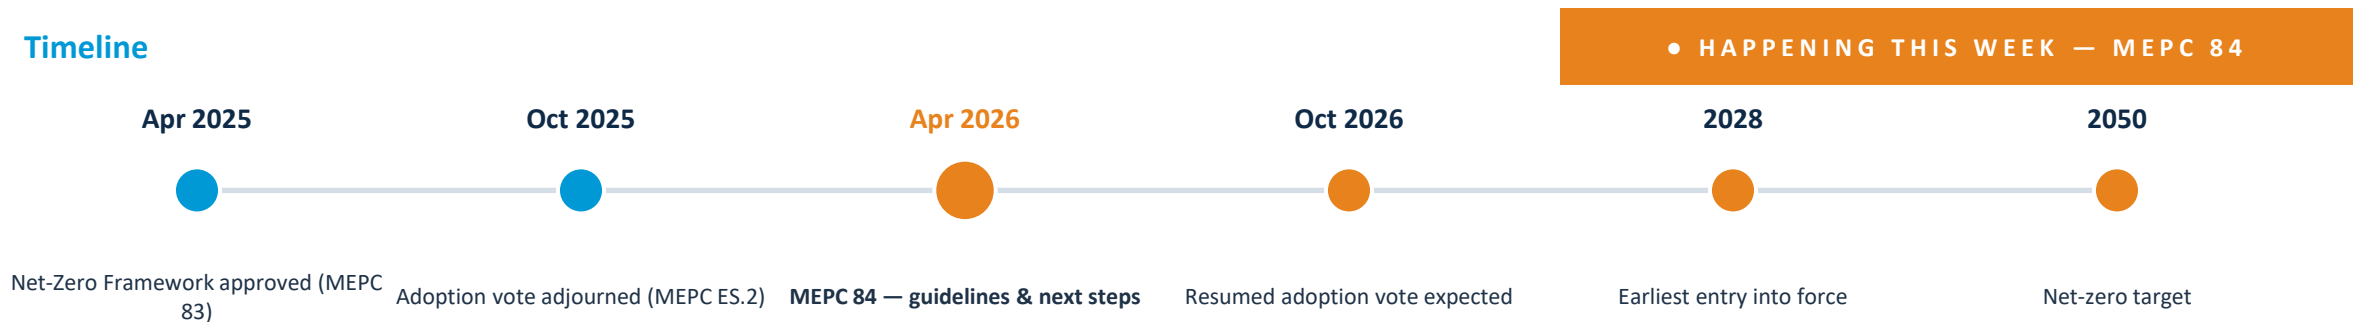 Timeline
● HAPPENING THIS WEEK — MEPC 84
Apr 2025
Oct 2025
Apr 2026
Oct 2026
2028
2050
Net-Zero Framework approved (MEPC
83)
Adoption vote adjourned (MEPC ES.2)
MEPC 84 — guidelines & next steps
Resumed adoption vote expected
Earliest entry into force
Net-zero target